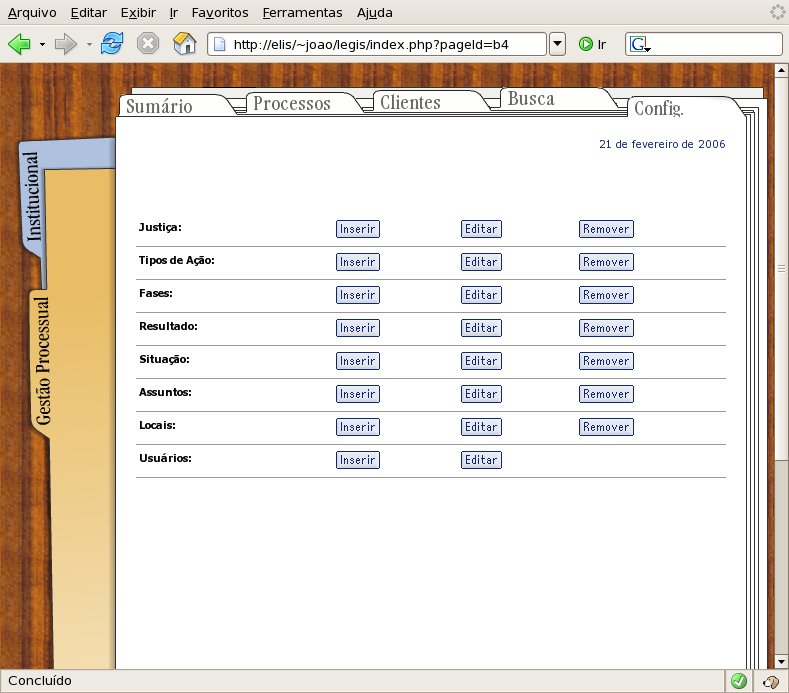 Arquivo Editar Exibir Ir Favoritos Ferramentas Ajuda
http://elis/~joao/legis/index.php?pageId=b4 Ir G
Sumário Processos Clientes Busca Config.
21 de fevereiro de 2006
Institucional
Gestão Processual
Justiça: Inserir Editar Remover
Tipos de Ação: Inserir Editar Remover
Fases: Inserir Editar Remover
Resultado: Inserir Editar Remover
Situação: Inserir Editar Remover
Assuntos: Inserir Editar Remover
Locais: Inserir Editar Remover
Usuários: Inserir Editar
Concluído